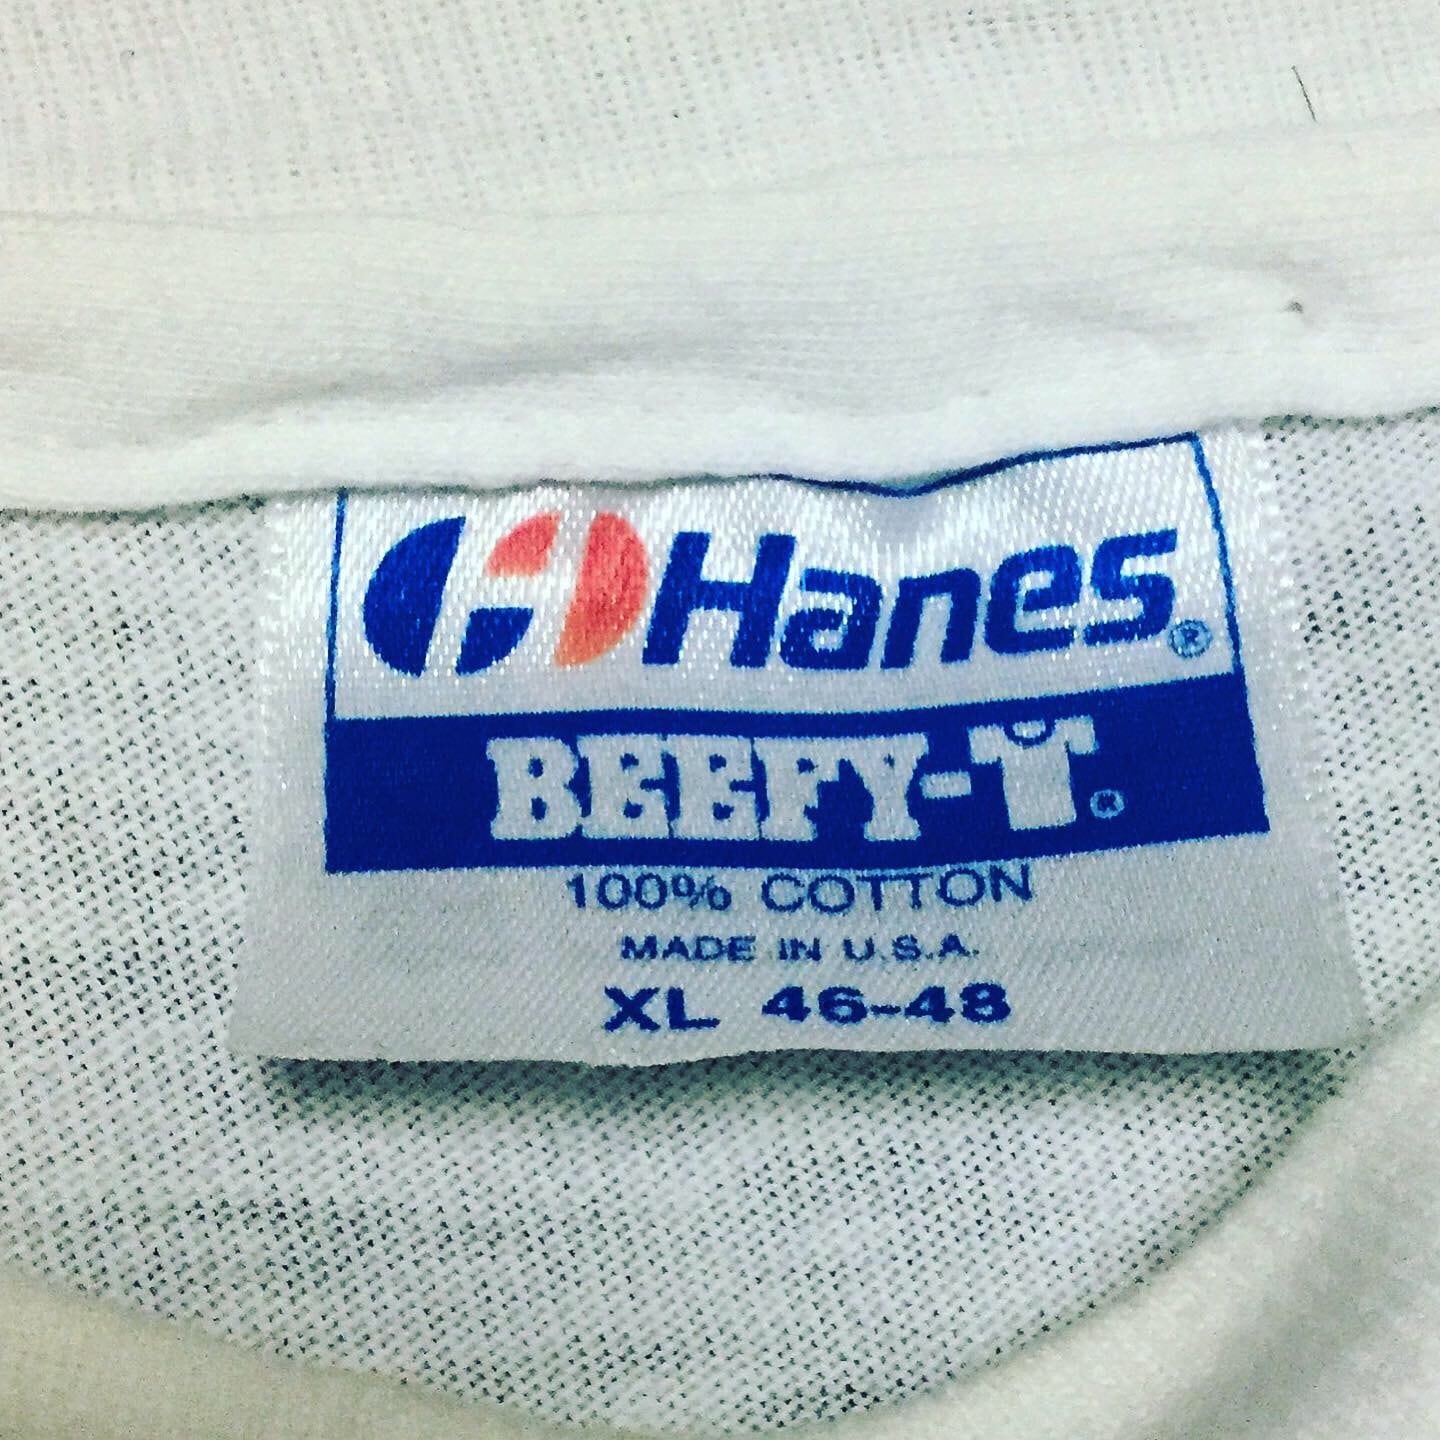 Hanes®
BEEFY-T®
100% COTTON
MADE IN U.S.A.
XL 46-48